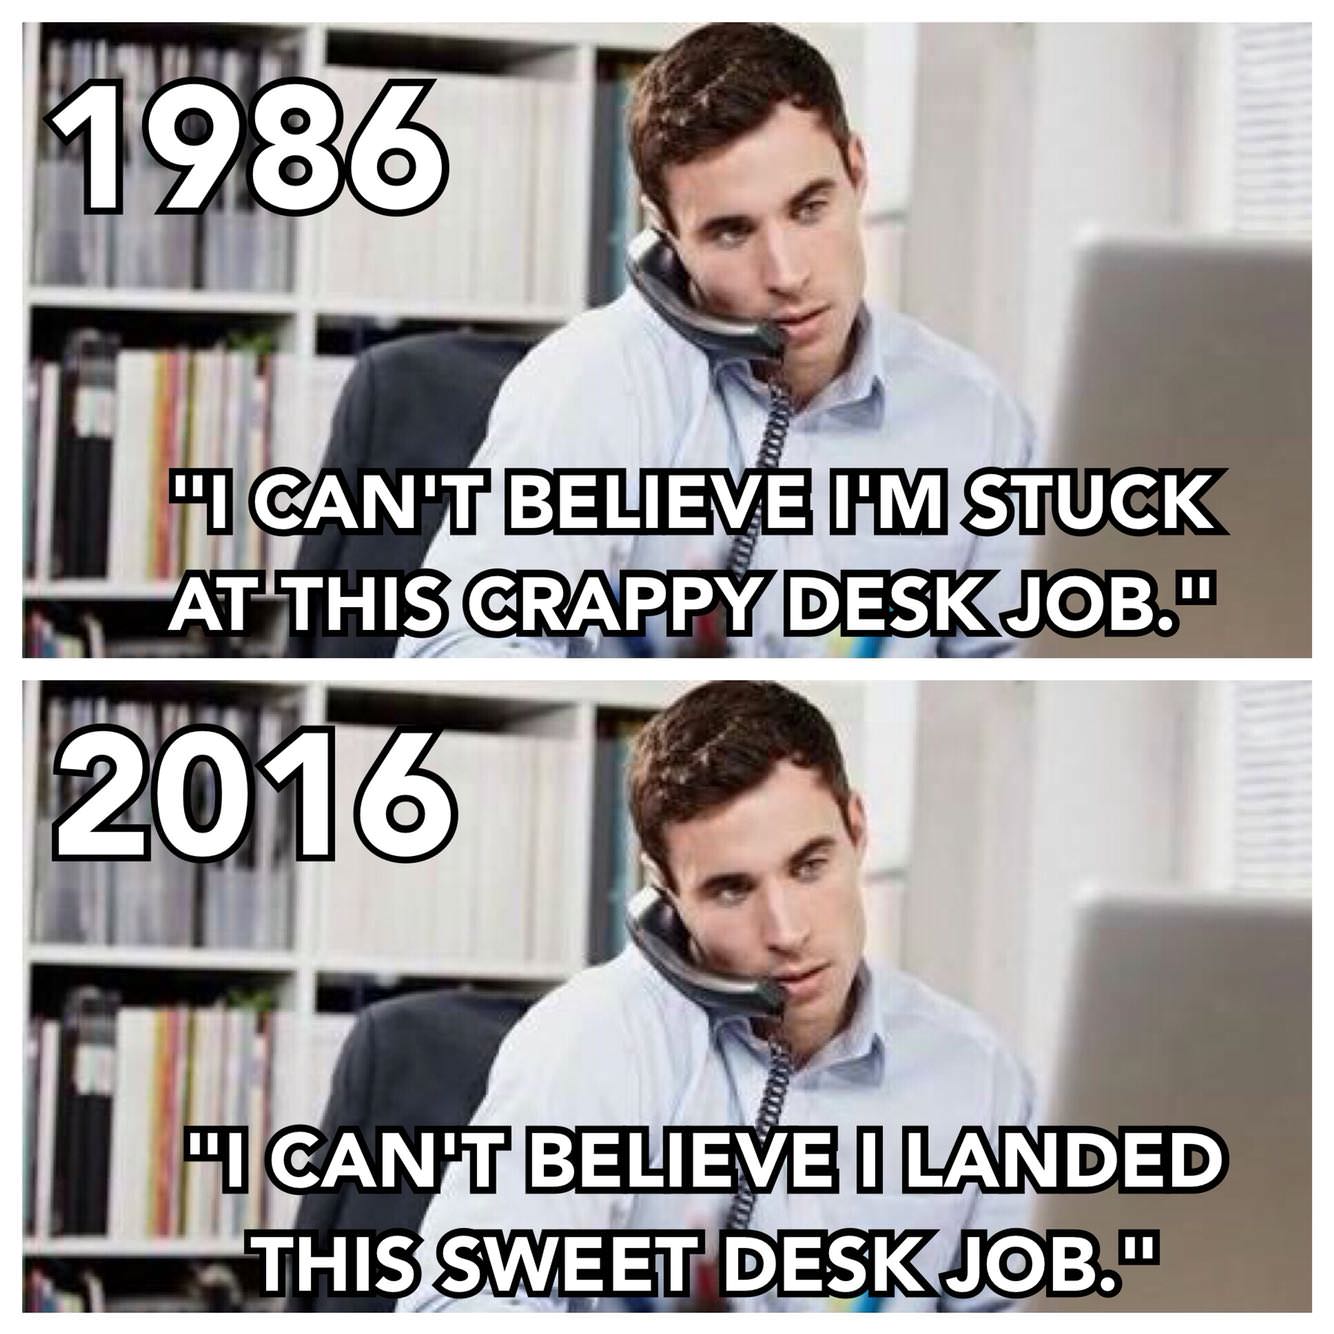 1986
"I CAN'T BELIEVE I'M STUCK
AT THIS CRAPPY DESK JOB."
2016
"I CAN'T BELIEVE I LANDED
THIS SWEET DESK JOB."